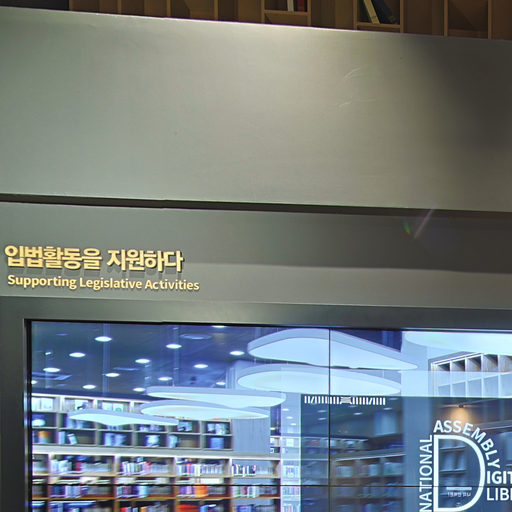 입법활동을 지원하다
Supporting Legislative Activities
NATIONAL
ASSEMBLY
DIGIT
LIB